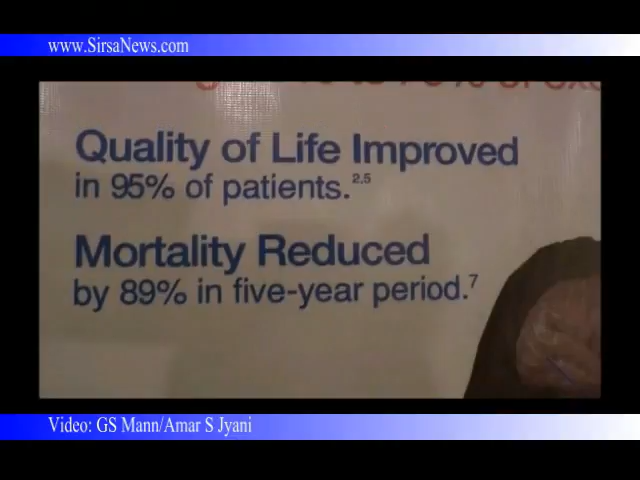 www.SirsaNews.com
Quality of Life Improved
in 95% of patients.2.5
Mortality Reduced
by 89% in five-year period.7
Video: GS Mann/Amar S Jyani